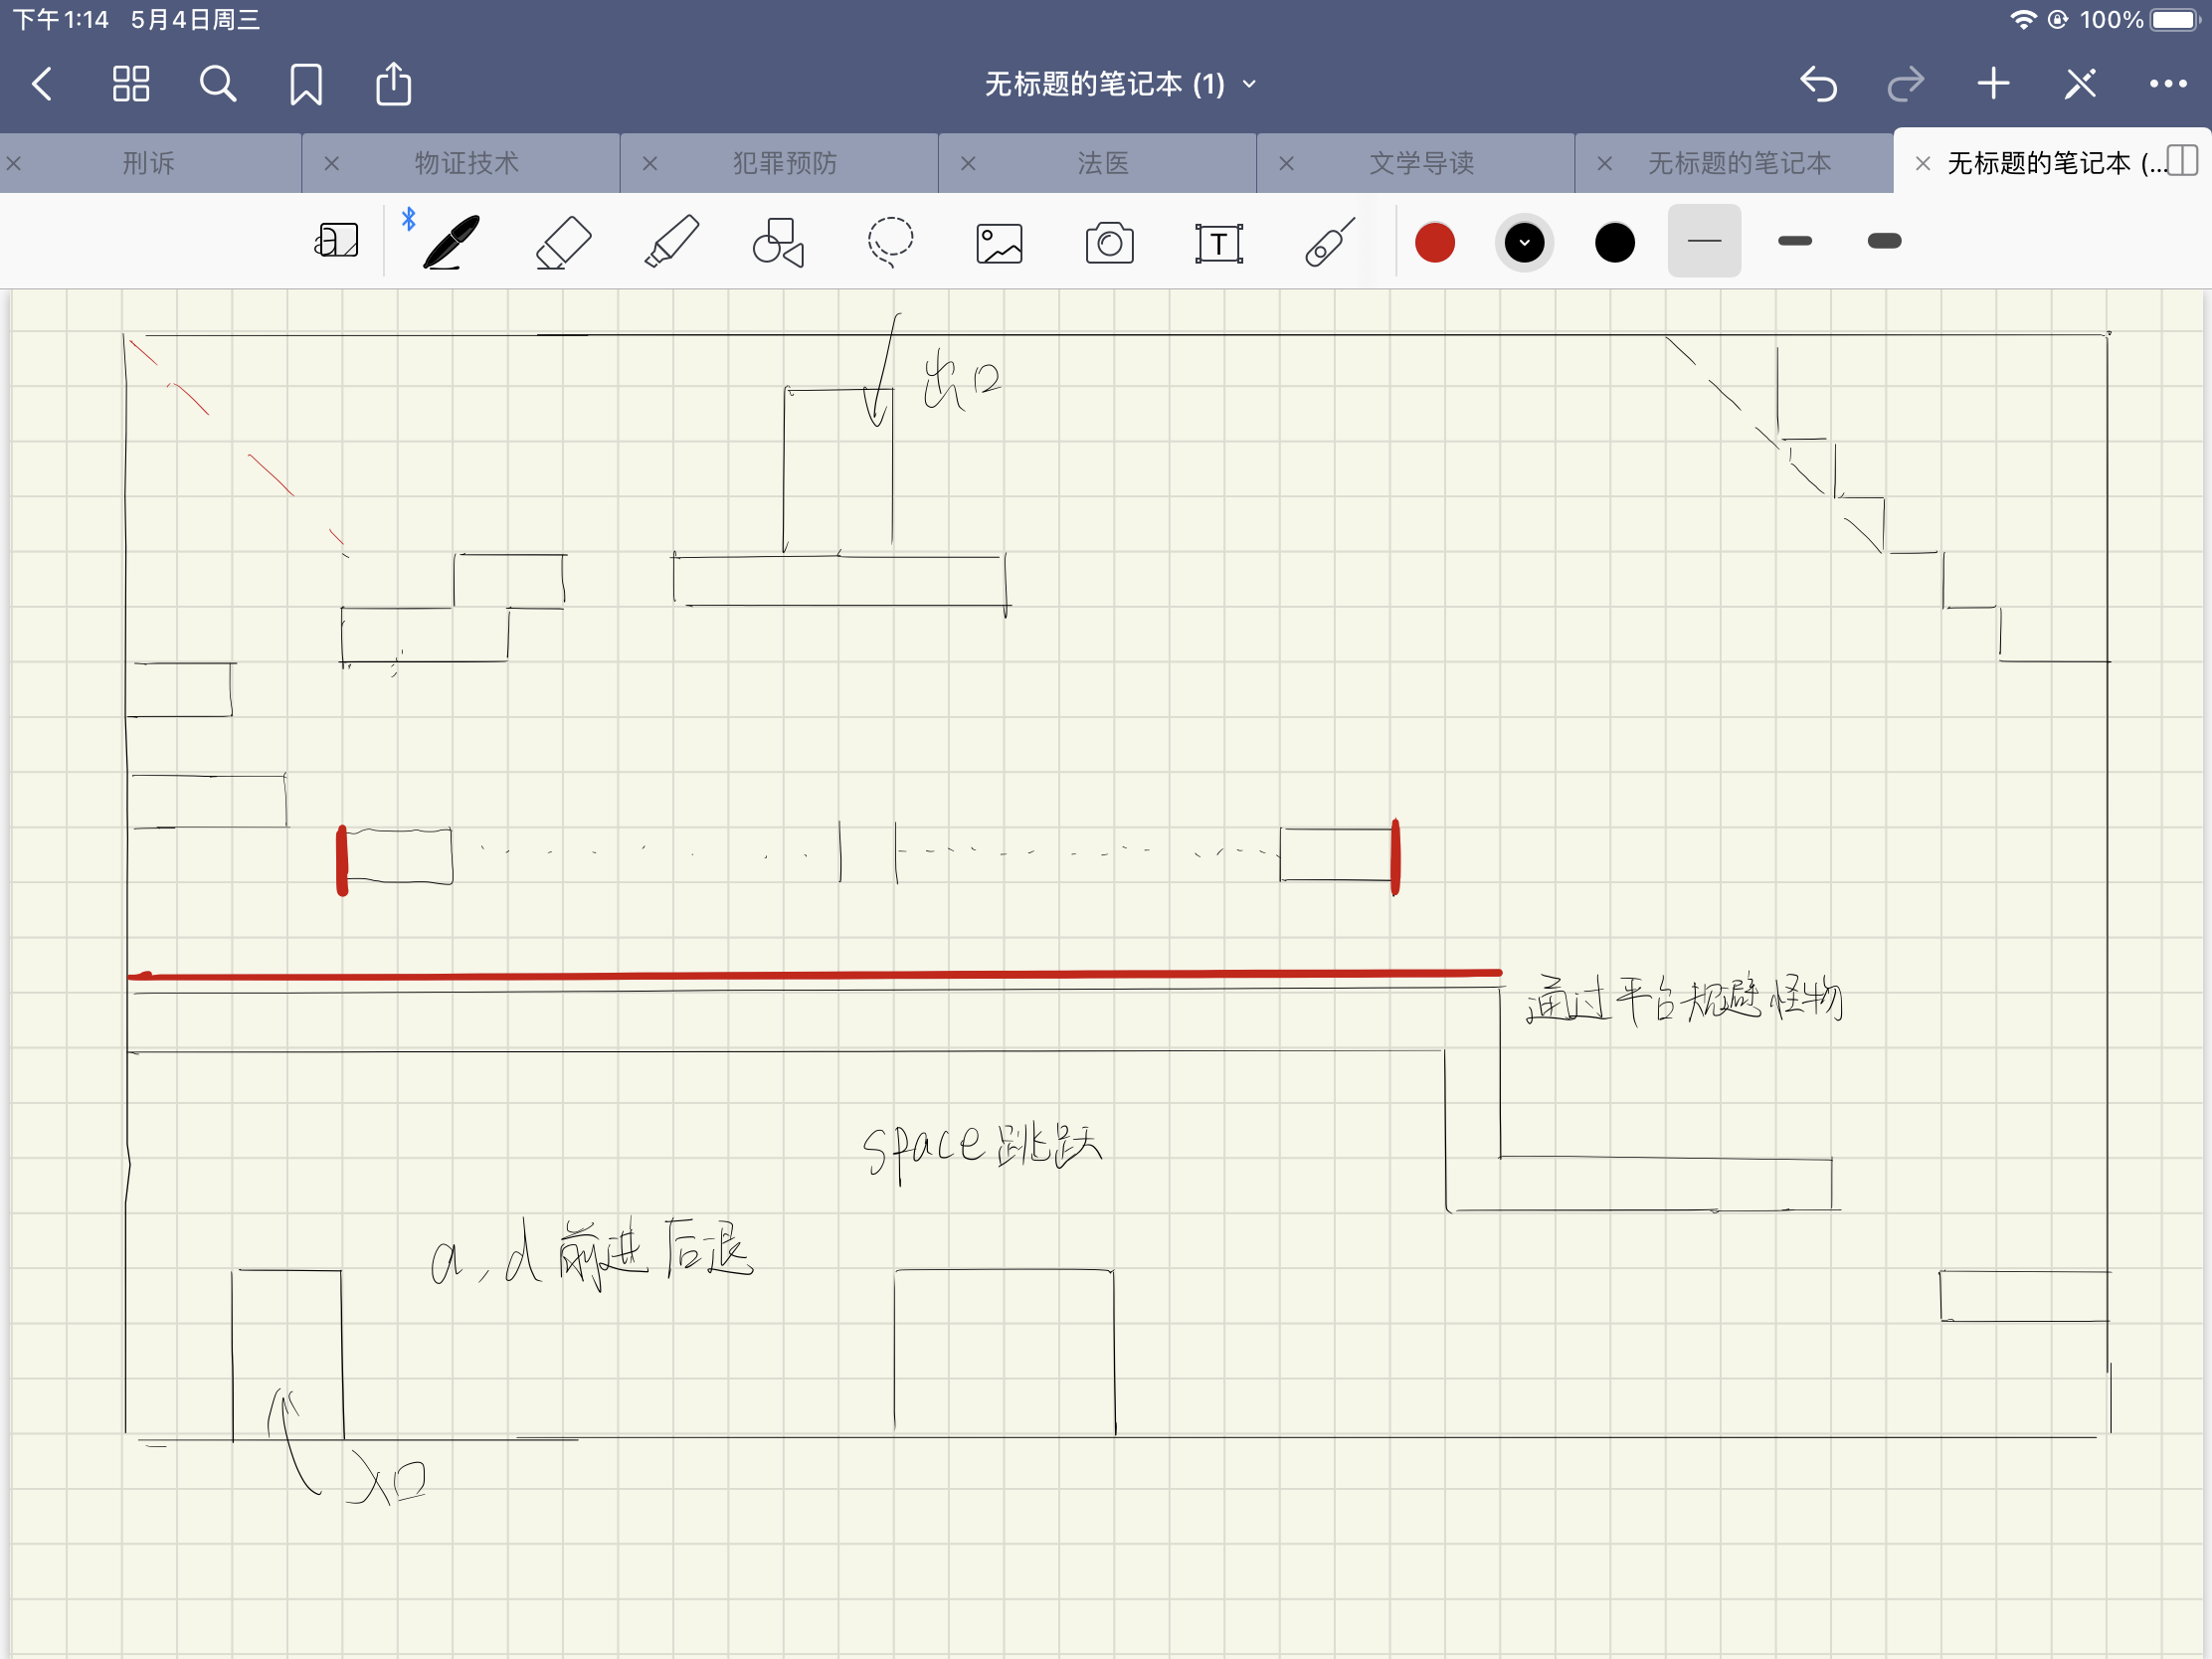 下午1:14 5月4日周三
100%
无标题的笔记本 (1)
刑诉
物证技术
犯罪预防
法医
文学导读
无标题的笔记本
无标题的笔记本 (...
T
出口
通过平台规避怪物
space跳跃
a,d前进后退
入口